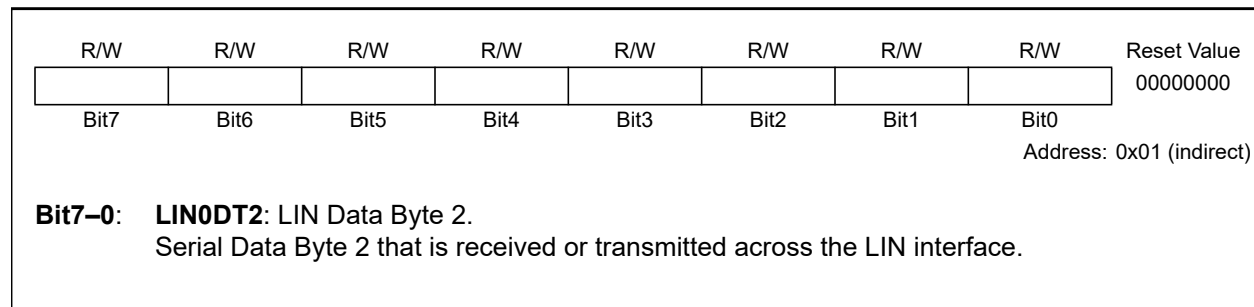 R/W R/W R/W R/W R/W R/W R/W R/W Reset Value
00000000
Bit7 Bit6 Bit5 Bit4 Bit3 Bit2 Bit1 Bit0
Address: 0x01 (indirect)
Bit7–0: LIN0DT2: LIN Data Byte 2.
Serial Data Byte 2 that is received or transmitted across the LIN interface.